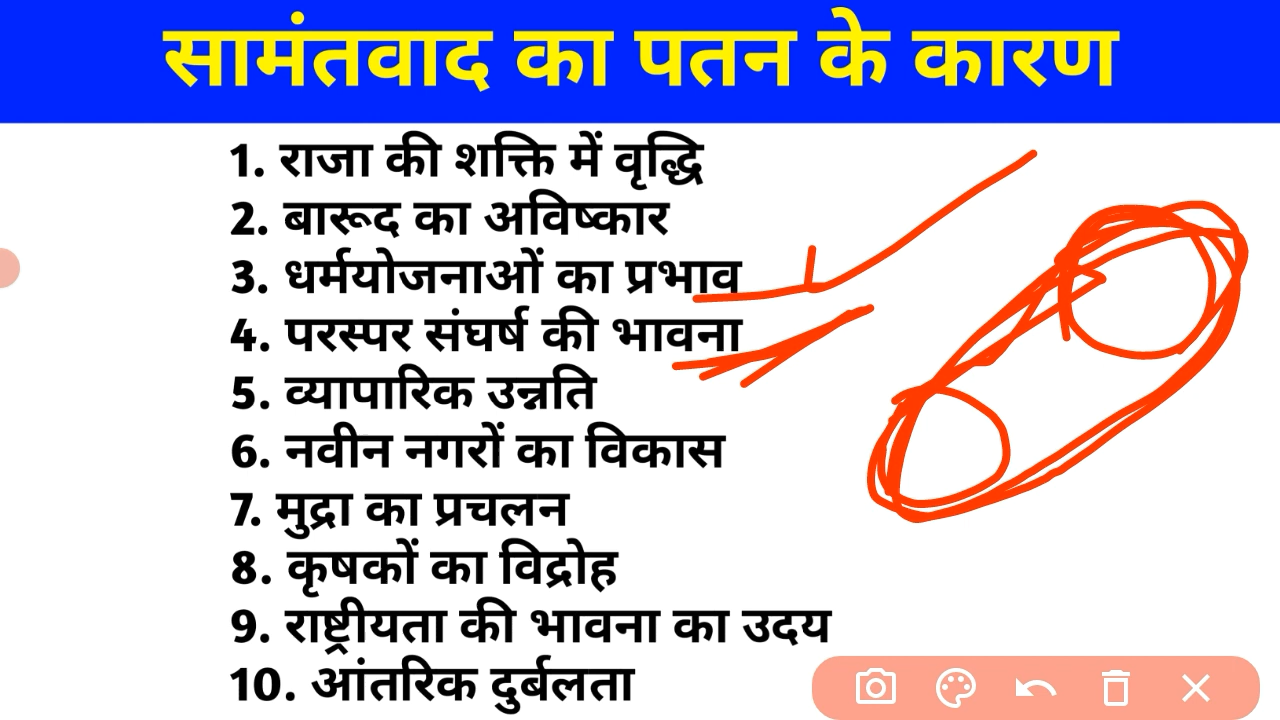 सामंतवाद का पतन के कारण
1. राजा की शक्ति में वृद्धि
2. बारूद का अविष्कार
3. धर्मयोजनाओं का प्रभाव
4. परस्पर संघर्ष की भावना
5. व्यापारिक उन्नति
6. नवीन नगरों का विकास
7. मुद्रा का प्रचलन
8. कृषकों का विद्रोह
9. राष्ट्रीयता की भावना का उदय
10. आंतरिक दुर्बलता